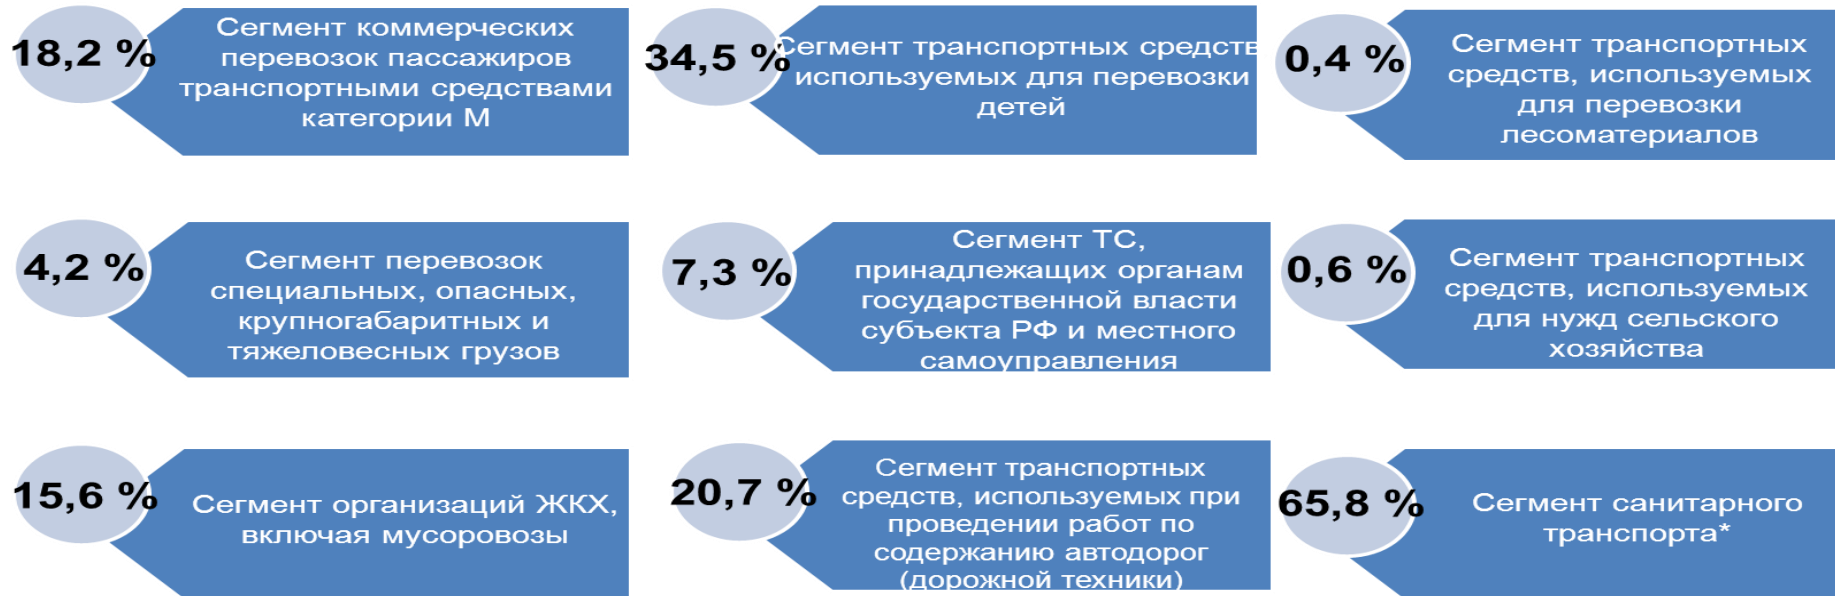 18,2 %
Сегмент коммерческих
перевозок пассажиров
транспортными средствами
категории М
34,5 %
Сегмент транспортных средств
используемых для перевозки
детей
0,4 %
Сегмент транспортных
средств, используемых
для перевозки
лесоматериалов
4,2 %
Сегмент перевозок
специальных, опасных,
крупногабаритных и
тяжеловесных грузов
7,3 %
Сегмент ТС,
принадлежащих органам
государственной власти
субъекта РФ и местного
самоуправления
0,6 %
Сегмент транспортных
средств, используемых
для нужд сельского
хозяйства
15,6 %
Сегмент организаций ЖКХ,
включая мусоровозы
20,7 %
Сегмент транспортных
средств, используемых при
проведении работ по
содержанию автодорог
(дорожной техники)
65,8 %
Сегмент санитарного
транспорта*